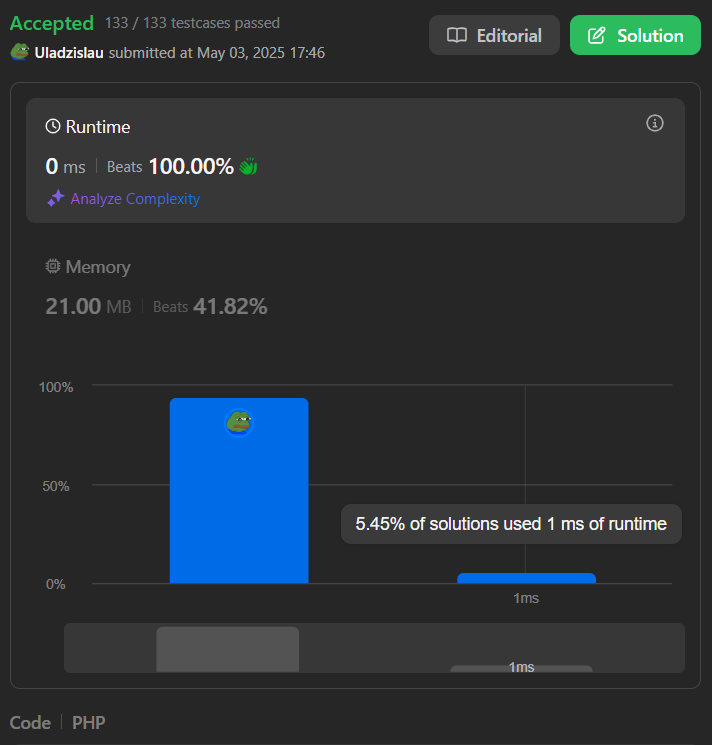 Accepted 133 / 133 testcases passed
Uladzislau submitted at May 03, 2025 17:46
Editorial
Solution
Runtime
0 ms Beats 100.00%
Analyze Complexity
Memory
21.00 MB Beats 41.82%
100%
50%
5.45% of solutions used 1 ms of runtime
0%
1ms
1ms
Code PHP